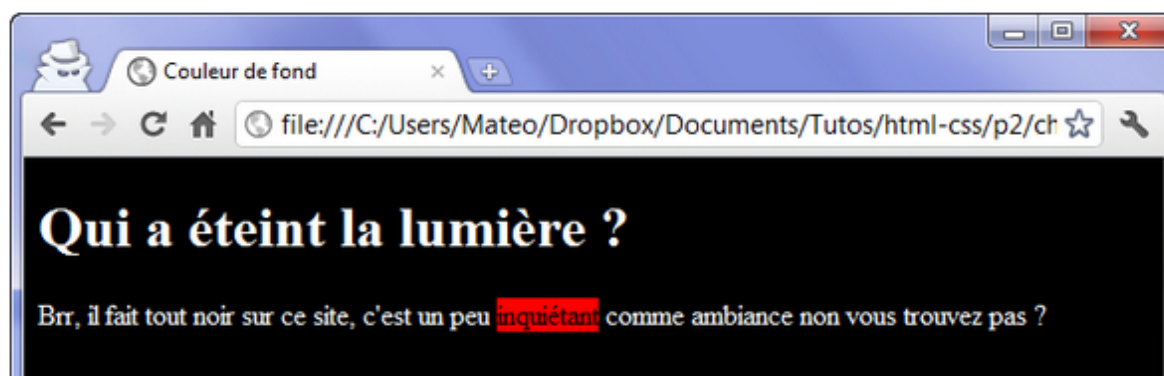 Couleur de fond
file:///C:/Users/Mateo/Dropbox/Documents/Tutos/html-css/p2/ch
Qui a éteint la lumière ?
Brr, il fait tout noir sur ce site, c'est un peu inquiétant comme ambiance non vous trouvez pas ?